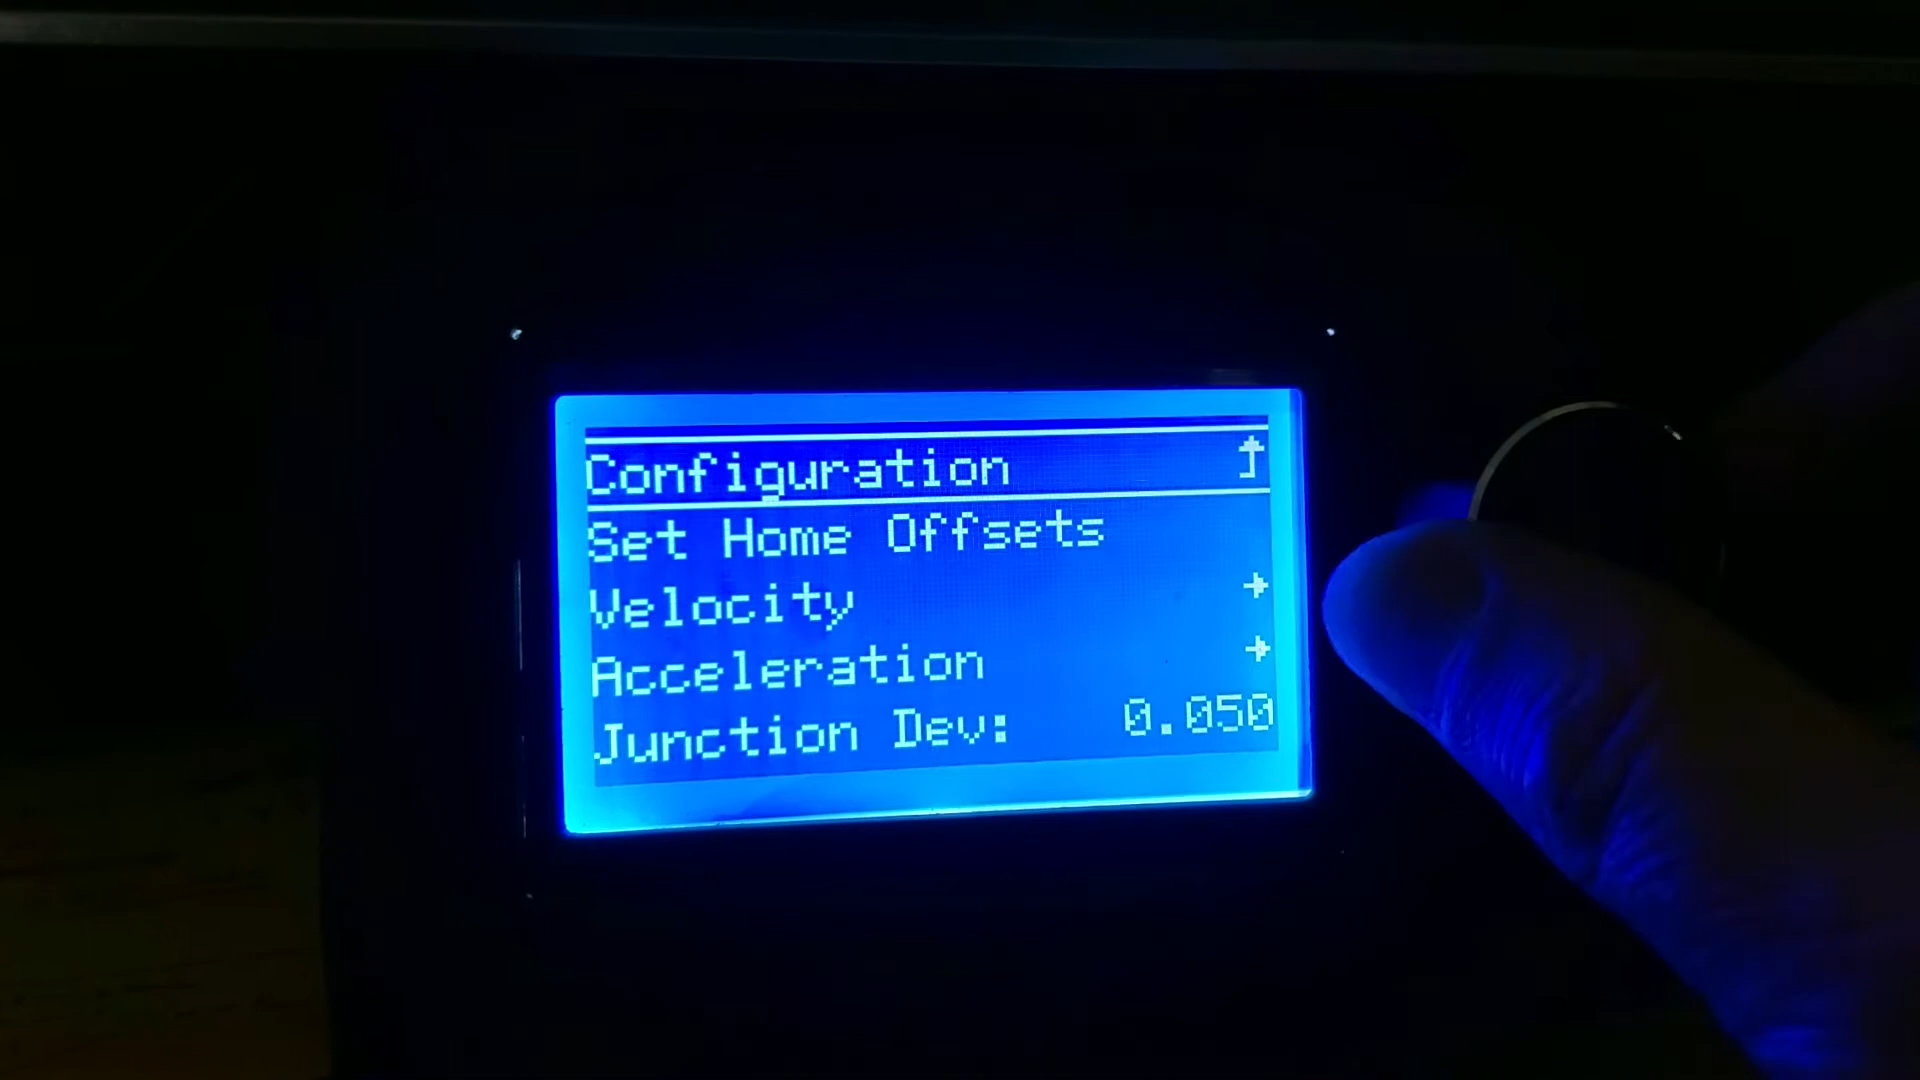 Configuration
Set Home Offsets
Velocity
Acceleration
Junction Dev: 0.050